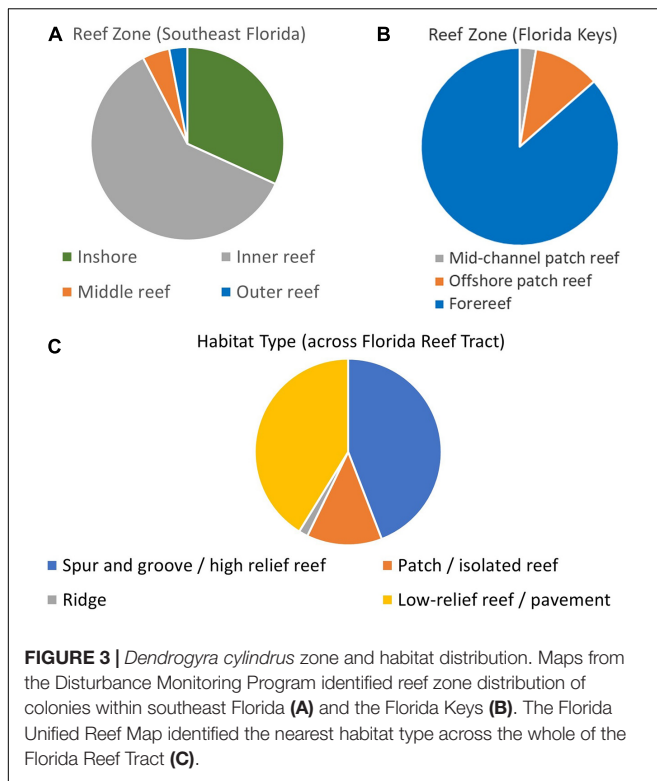 A Reef Zone (Southeast Florida)
Inshore
Inner reef
Middle reef
Outer reef
B Reef Zone (Florida Keys)
Mid-channel patch reef
Offshore patch reef
Forereef
C Habitat Type (across Florida Reef Tract)
Spur and groove / high relief reef
Patch / isolated reef
Ridge
Low-relief reef / pavement
FIGURE 3 | Dendrogyra cylindrus zone and habitat distribution. Maps from
the Disturbance Monitoring Program identified reef zone distribution of
colonies within southeast Florida (A) and the Florida Keys (B). The Florida
Unified Reef Map identified the nearest habitat type across the whole of the
Florida Reef Tract (C).